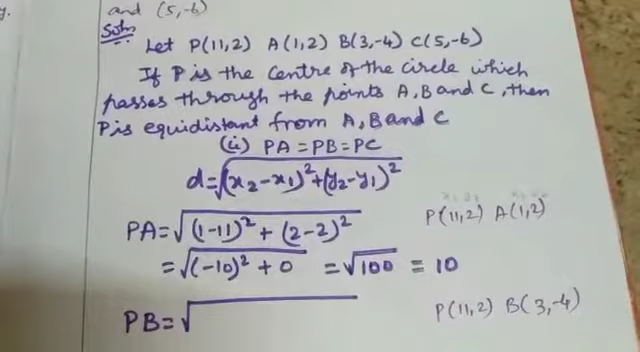 and (5,-6)
Soln
Let P(11,2) A(1,2) B(3,-4) C(5,-6)
If P is the centre of the circle which
passes through the points A, B and C, then
P is equidistant from A, B and C
(ii) PA = PB = PC
d = √(x₂-x₁)²+(y₂-y₁)²
PA = √(1-11)² + (2-2)² P(11,2) A(1,2)
= √(-10)² + 0 = √100 = 10
PB = √ P(11,2) B(3,-4)